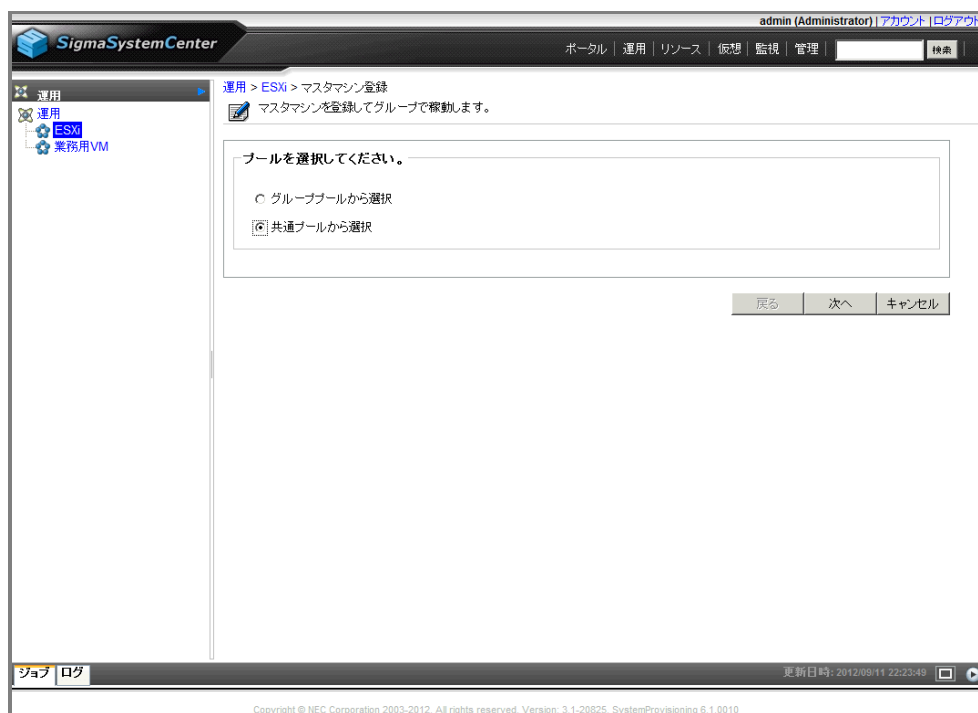 admin (Administrator) | アカウント | ログアウト
SigmaSystemCenter
ポータル | 運用 | リソース | 仮想 | 監視 | 管理 | 検索
運用
運用
ESXi
業務用VM
運用 > ESXi > マスタマシン登録
マスタマシンを登録してグループで稼動します。
プールを選択してください。
グループプールから選択
共通プールから選択
戻る 次へ キャンセル
ジョブ ログ
更新日時: 2012/09/11 22:23:49
Copyright © NEC Corporation 2003-2012. All rights reserved. Version: 3.1-20825, SystemProvisioning 6.1.0010